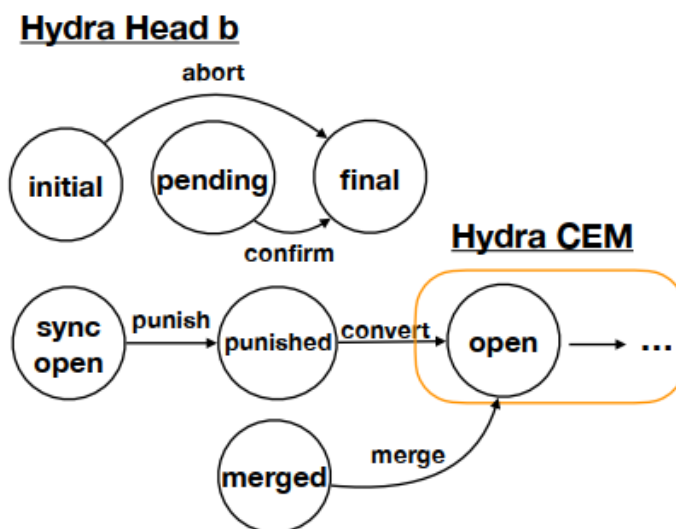 Hydra Head b
abort
initial
pending
final
confirm
Hydra CEM
sync
open
punish
punished
convert
open
...
merged
merge